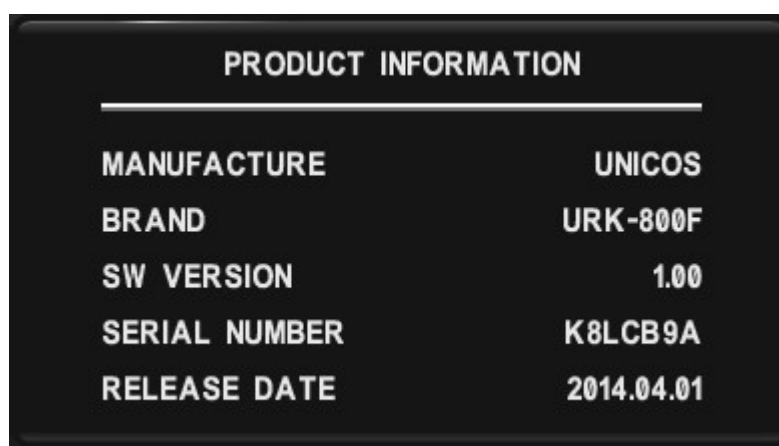 PRODUCT INFORMATION
MANUFACTURE UNICOS
BRAND URK-800F
SW VERSION 1.00
SERIAL NUMBER K8LCB9A
RELEASE DATE 2014.04.01